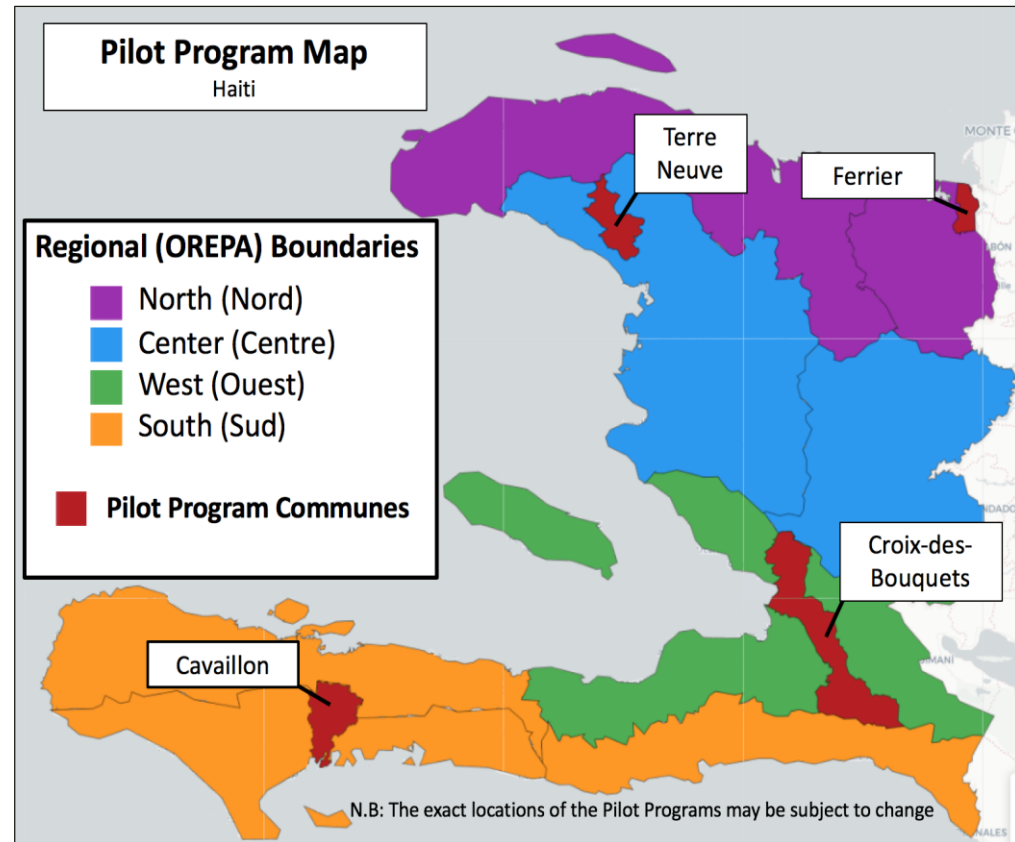 Pilot Program Map
Haiti
Terre
Neuve
MONTE
Ferrier
Regional (OREPA) Boundaries
North (Nord)
Center (Centre)
West (Ouest)
South (Sud)
Pilot Program Communes
Croix-des-
Bouquets
Cavaillon
N.B: The exact locations of the Pilot Programs may be subject to change